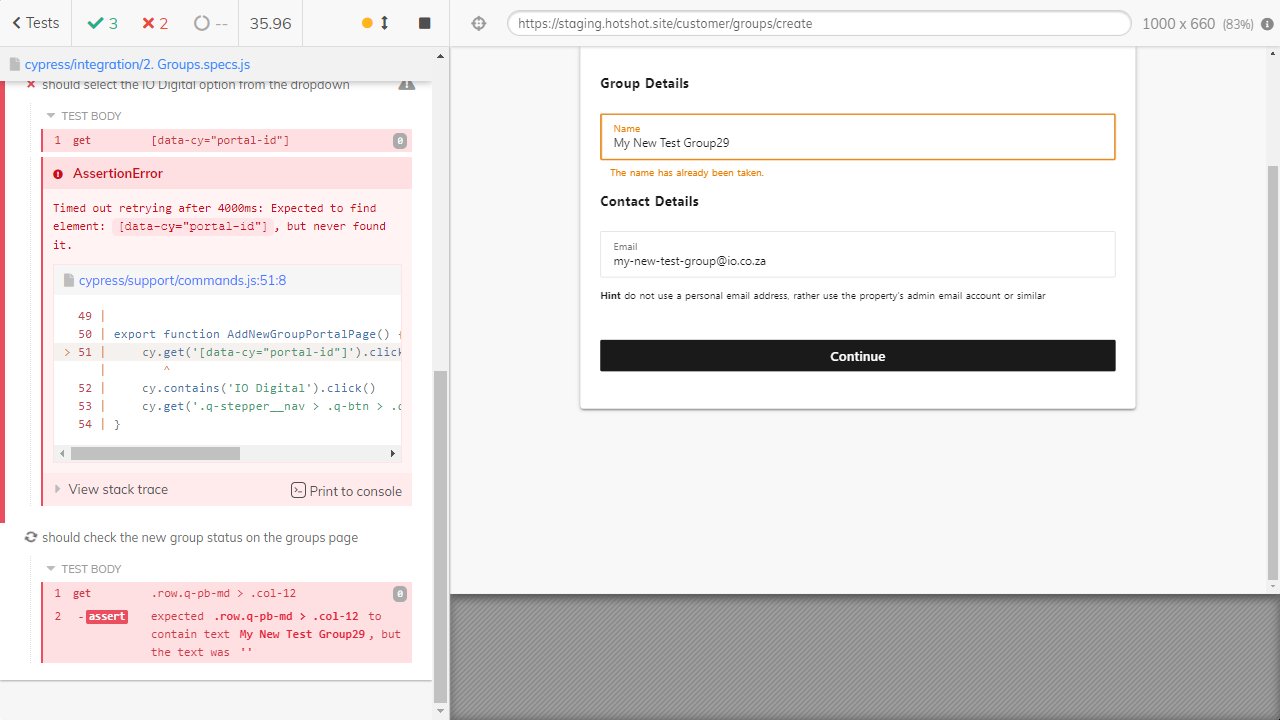 Tests
3
2
--
35.96
https://staging.hotshot.site/customer/groups/create
1000 x 660 (83%)
cypress/integration/2. Groups.specs.js
should select the IO Digital option from the dropdown
TEST BODY
1 get [data-cy="portal-id"] 0
AssertionError
Timed out retrying after 4000ms: Expected to find
element: [data-cy="portal-id"], but never found
it.
cypress/support/commands.js:51:8
49 |
50 | export function AddNewGroupPortalPage() {
> 51 | cy.get('[data-cy="portal-id"]').click
| ^
52 | cy.contains('IO Digital').click()
53 | cy.get('.q-stepper__nav > .q-btn > .q
54 | }
View stack trace
Print to console
should check the new group status on the groups page
TEST BODY
1 get .row.q-pb-md > .col-12 0
2 -assert expected .row.q-pb-md > .col-12 to
contain text My New Test Group29, but
the text was ''
Group Details
Name
My New Test Group29
The name has already been taken.
Contact Details
Email
my-new-test-group@io.co.za
Hint do not use a personal email address, rather use the property's admin email account or similar
Continue